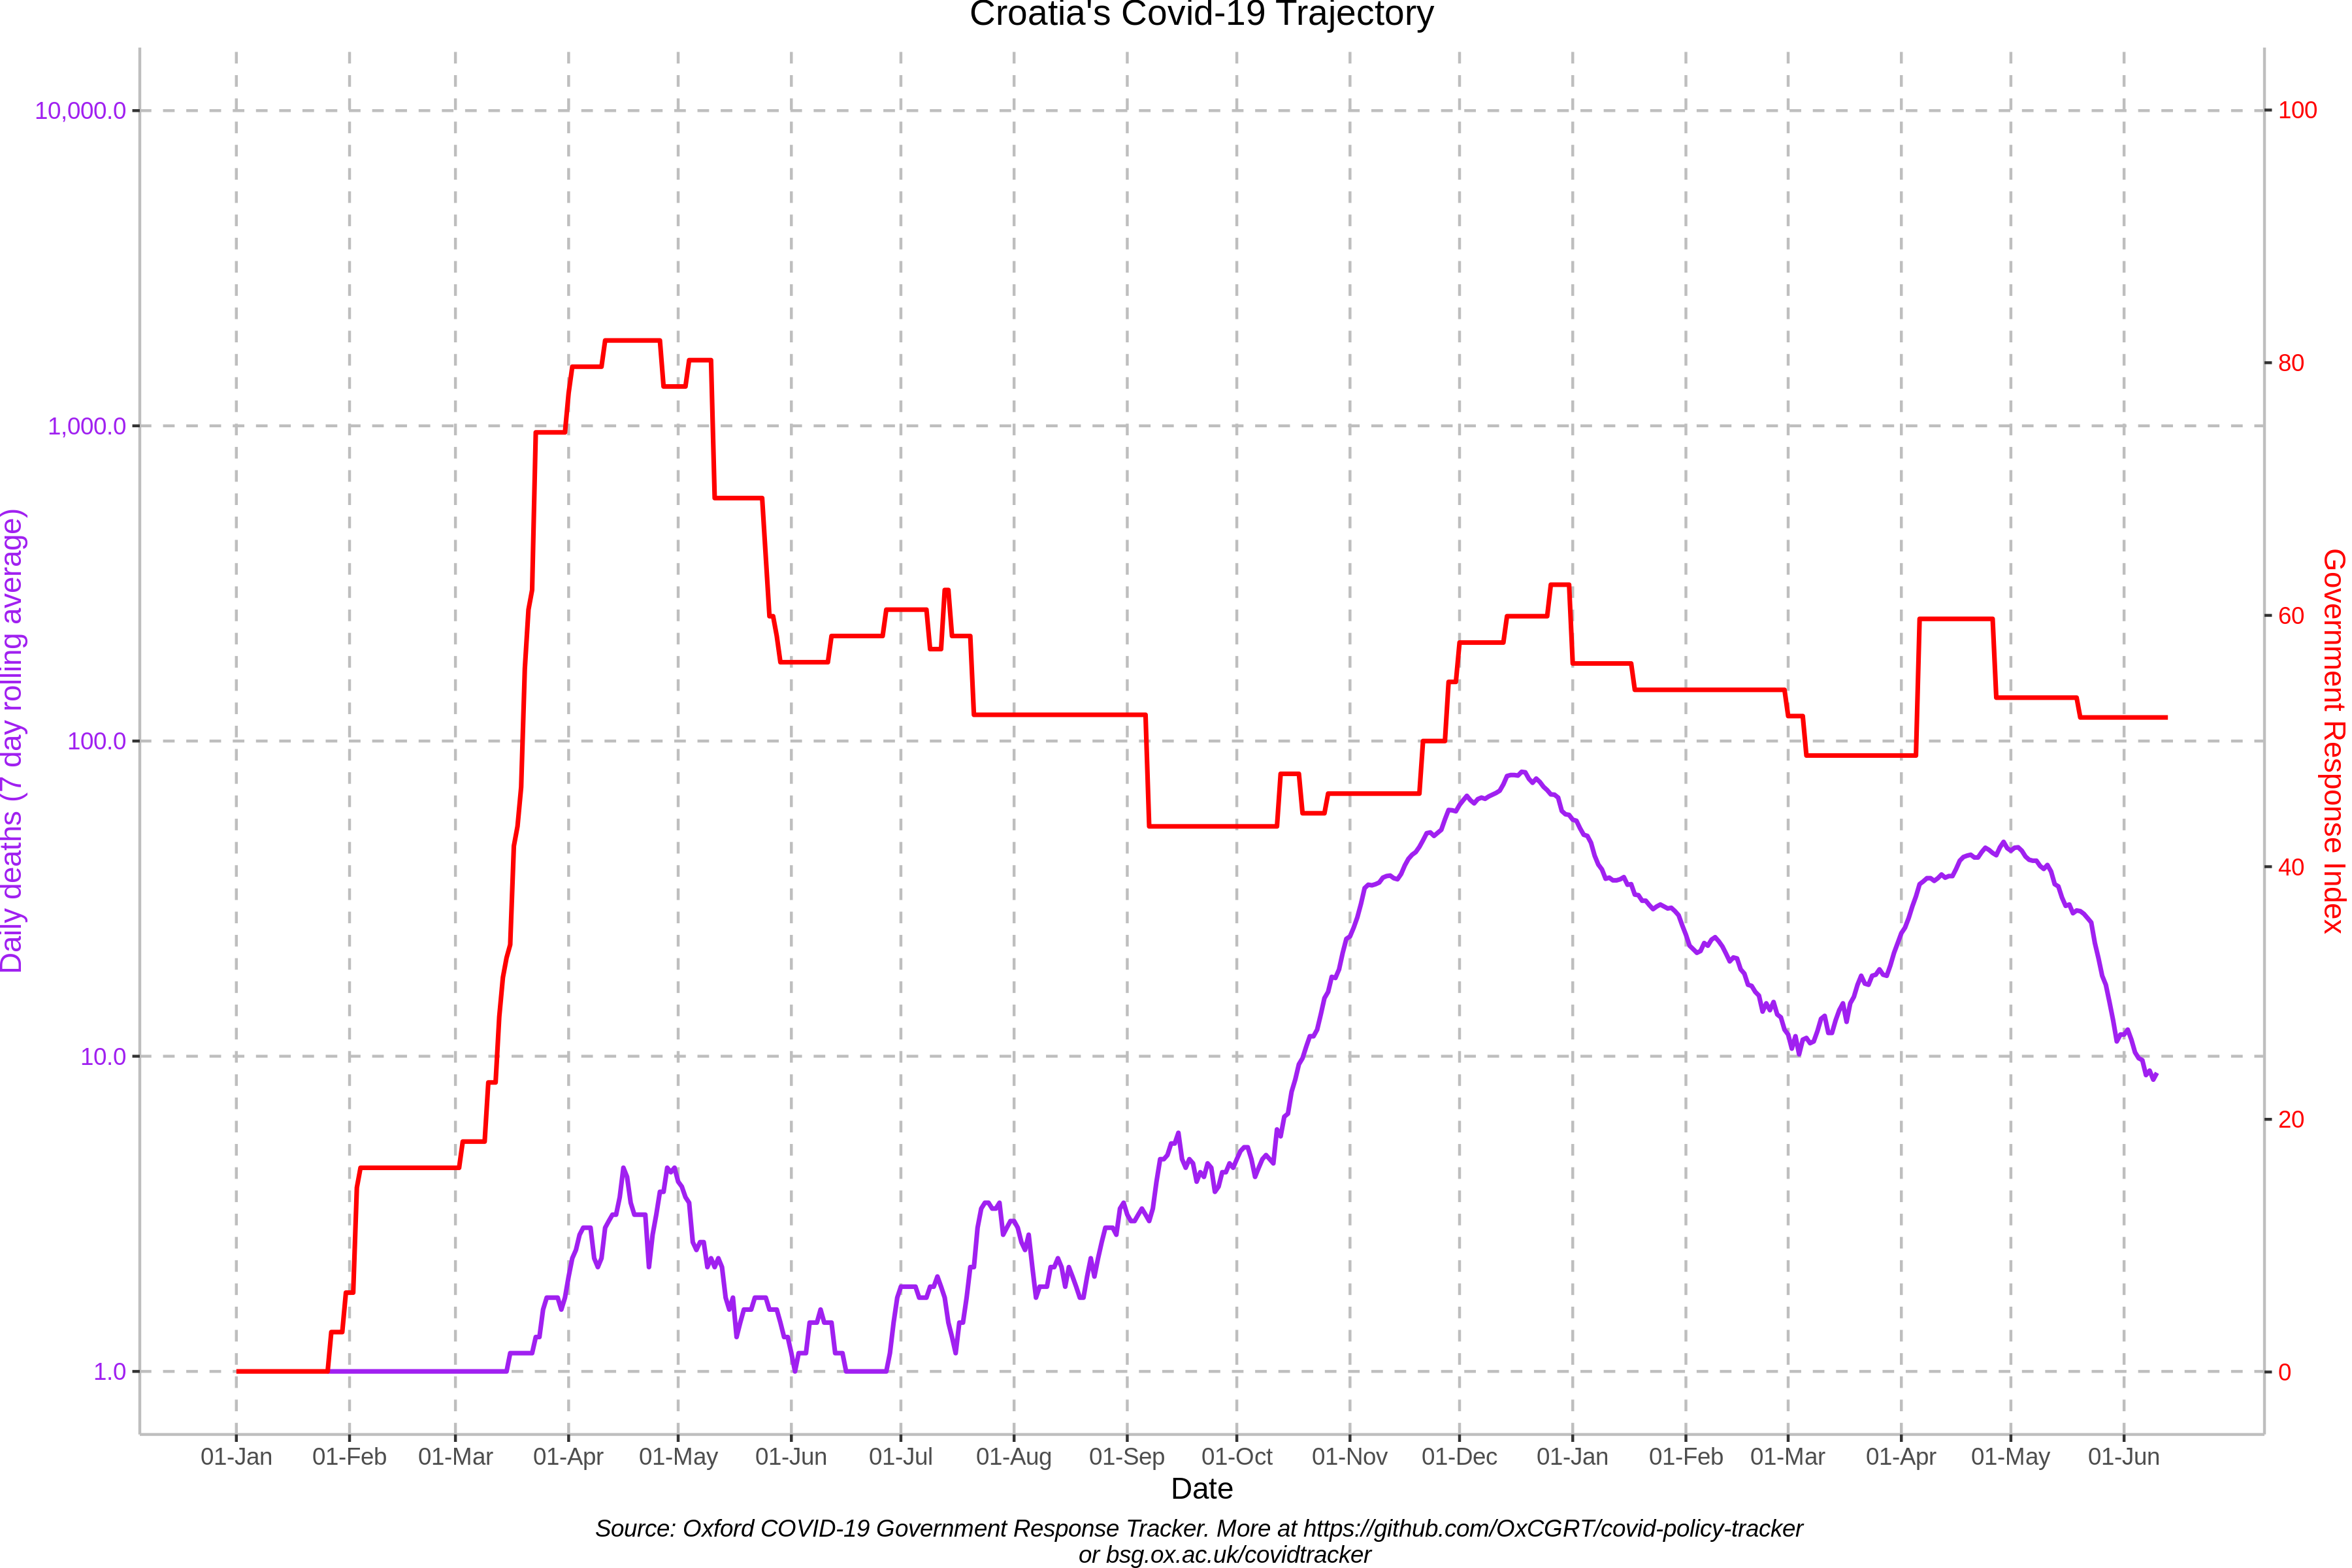 Croatia's Covid-19 Trajectory
Daily deaths (7 day rolling average)
10,000.0
1,000.0
100.0
10.0
1.0
Government Response Index
100
80
60
40
20
0
01-Jan 01-Feb 01-Mar 01-Apr 01-May 01-Jun 01-Jul 01-Aug 01-Sep 01-Oct 01-Nov 01-Dec 01-Jan 01-Feb 01-Mar 01-Apr 01-May 01-Jun
Date
Source: Oxford COVID-19 Government Response Tracker. More at https://github.com/OxCGRT/covid-policy-tracker
or bsg.ox.ac.uk/covidtracker